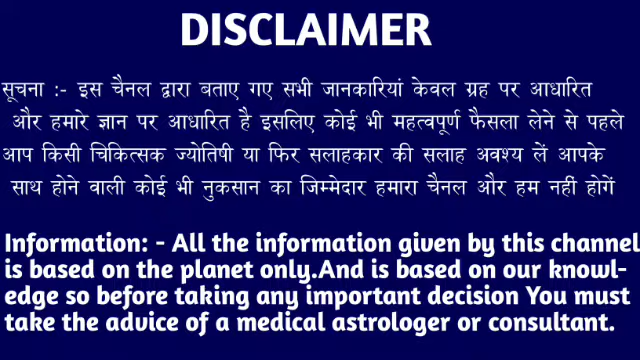 DISCLAIMER
सूचना :- इस चैनल द्वारा बताए गए सभी जानकारियां केवल ग्रह पर आधारित
और हमारे ज्ञान पर आधारित है इसलिए कोई भी महत्वपूर्ण फैसला लेने से पहले
आप किसी चिकित्सक ज्योतिषी या फिर सलाहकार की सलाह अवश्य लें आपके
साथ होने वाली कोई भी नुकसान का जिम्मेदार हमारा चैनल और हम नहीं होगें
Information: - All the information given by this channel
is based on the planet only.And is based on our knowl-
edge so before taking any important decision You must
take the advice of a medical astrologer or consultant.